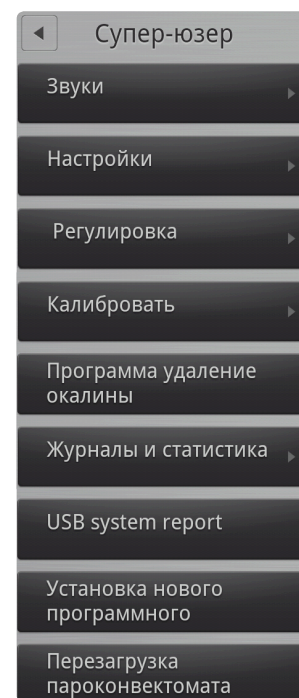 Супер-юзер
Звуки
Настройки
Регулировка
Калибровать
Программа удаление
окалины
Журналы и статистика
USB system report
Установка нового
программного
Перезагрузка
пароконвектомата